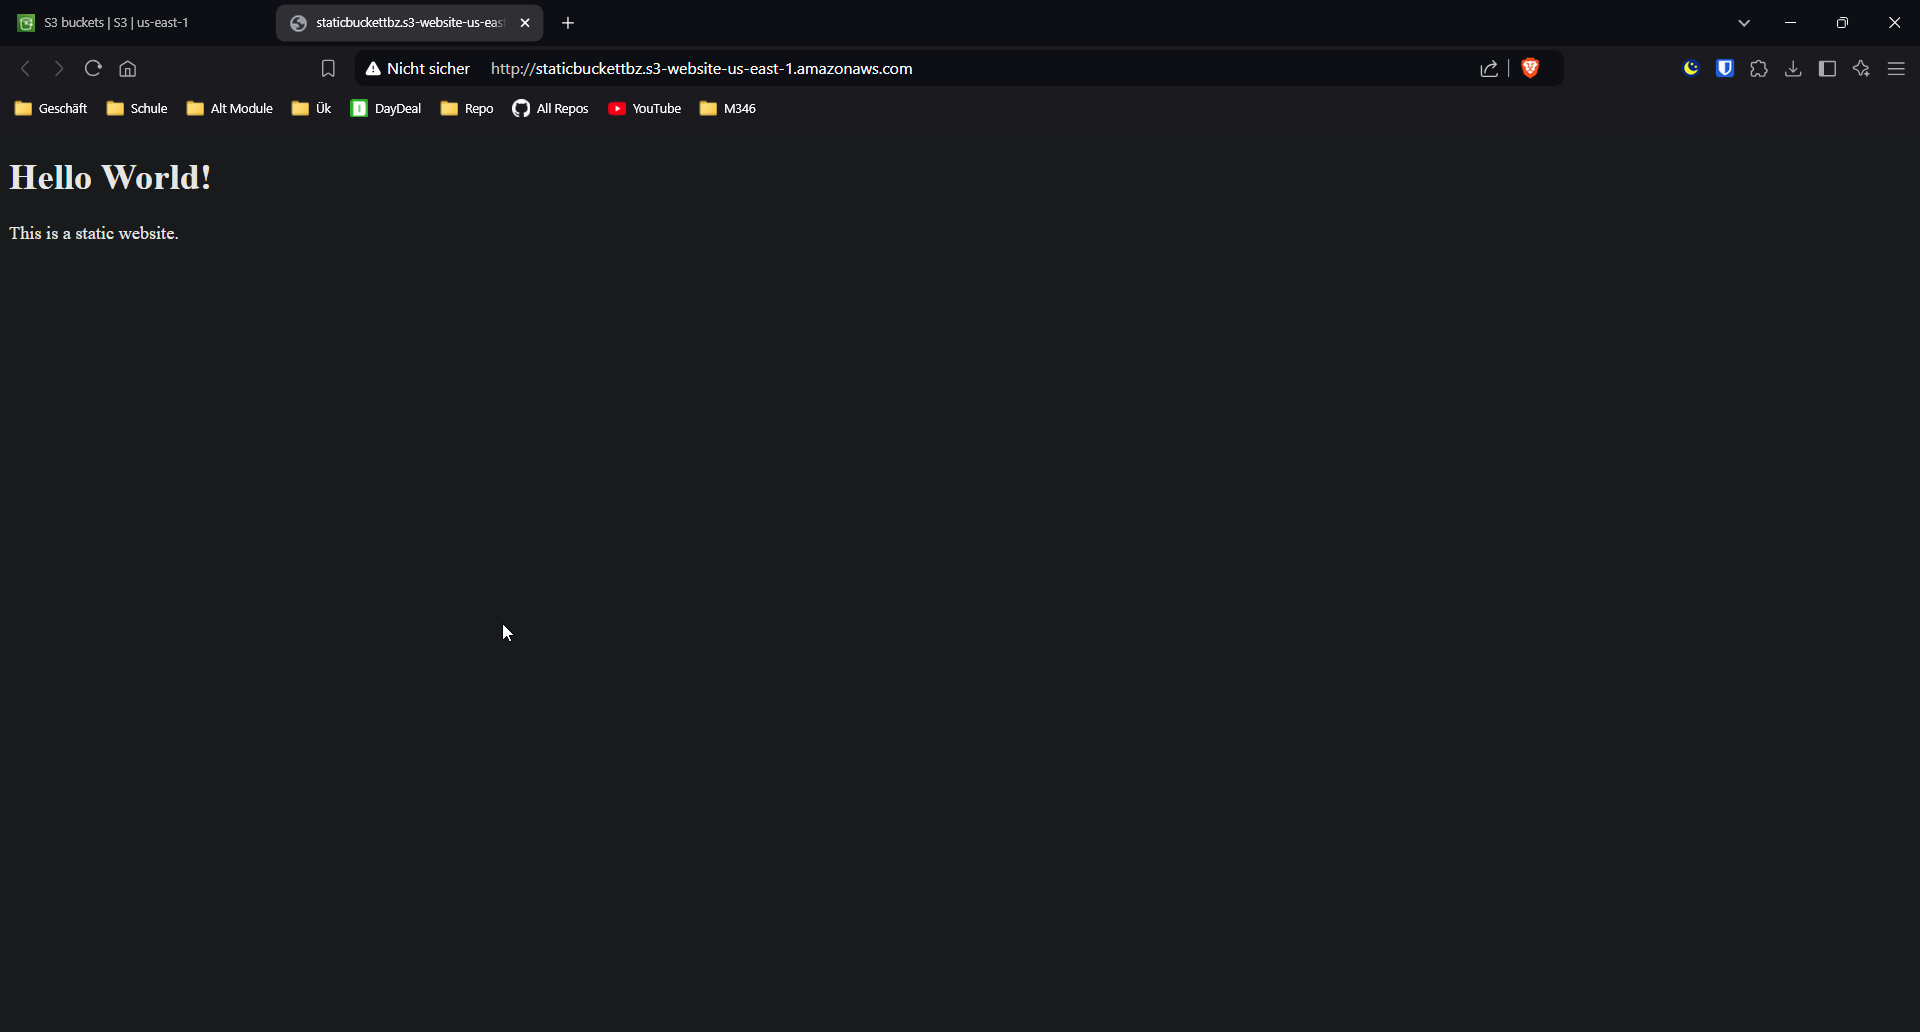 S3 buckets | S3 | us-east-1
staticbuckettbz.s3-website-us-eas
Nicht sicher http://staticbuckettbz.s3-website-us-east-1.amazonaws.com
Geschäft Schule Alt Module Ük DayDeal Repo All Repos YouTube M346
Hello World!
This is a static website.